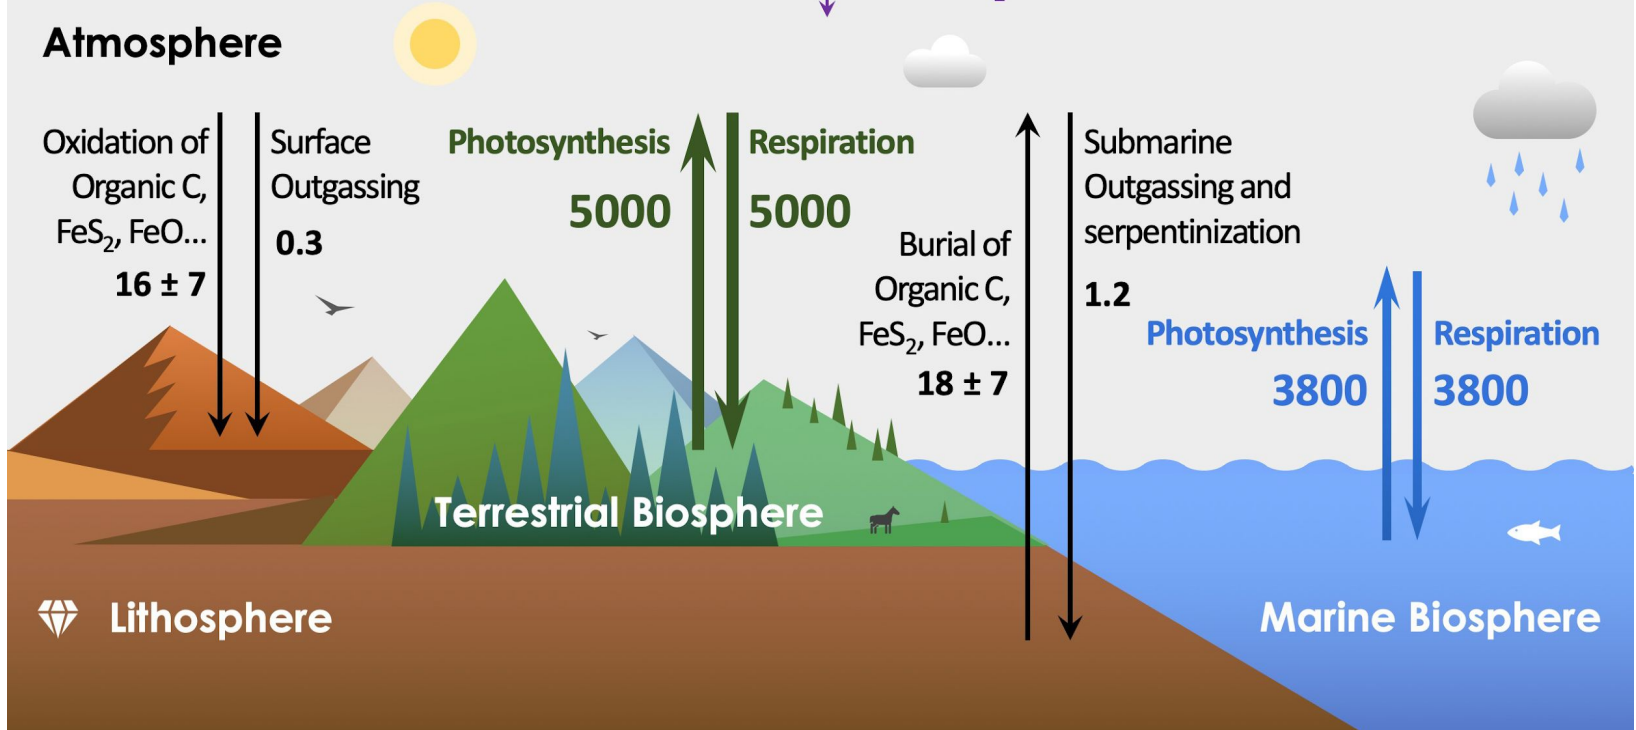 Atmosphere
Oxidation of
Organic C,
FeS₂, FeO...
16 ± 7
Surface
Outgassing
0.3
Photosynthesis
5000
Respiration
5000
Burial of
Organic C,
FeS₂, FeO...
18 ± 7
Submarine
Outgassing and
serpentinization
1.2
Photosynthesis
3800
Respiration
3800
Terrestrial Biosphere
Lithosphere
Marine Biosphere